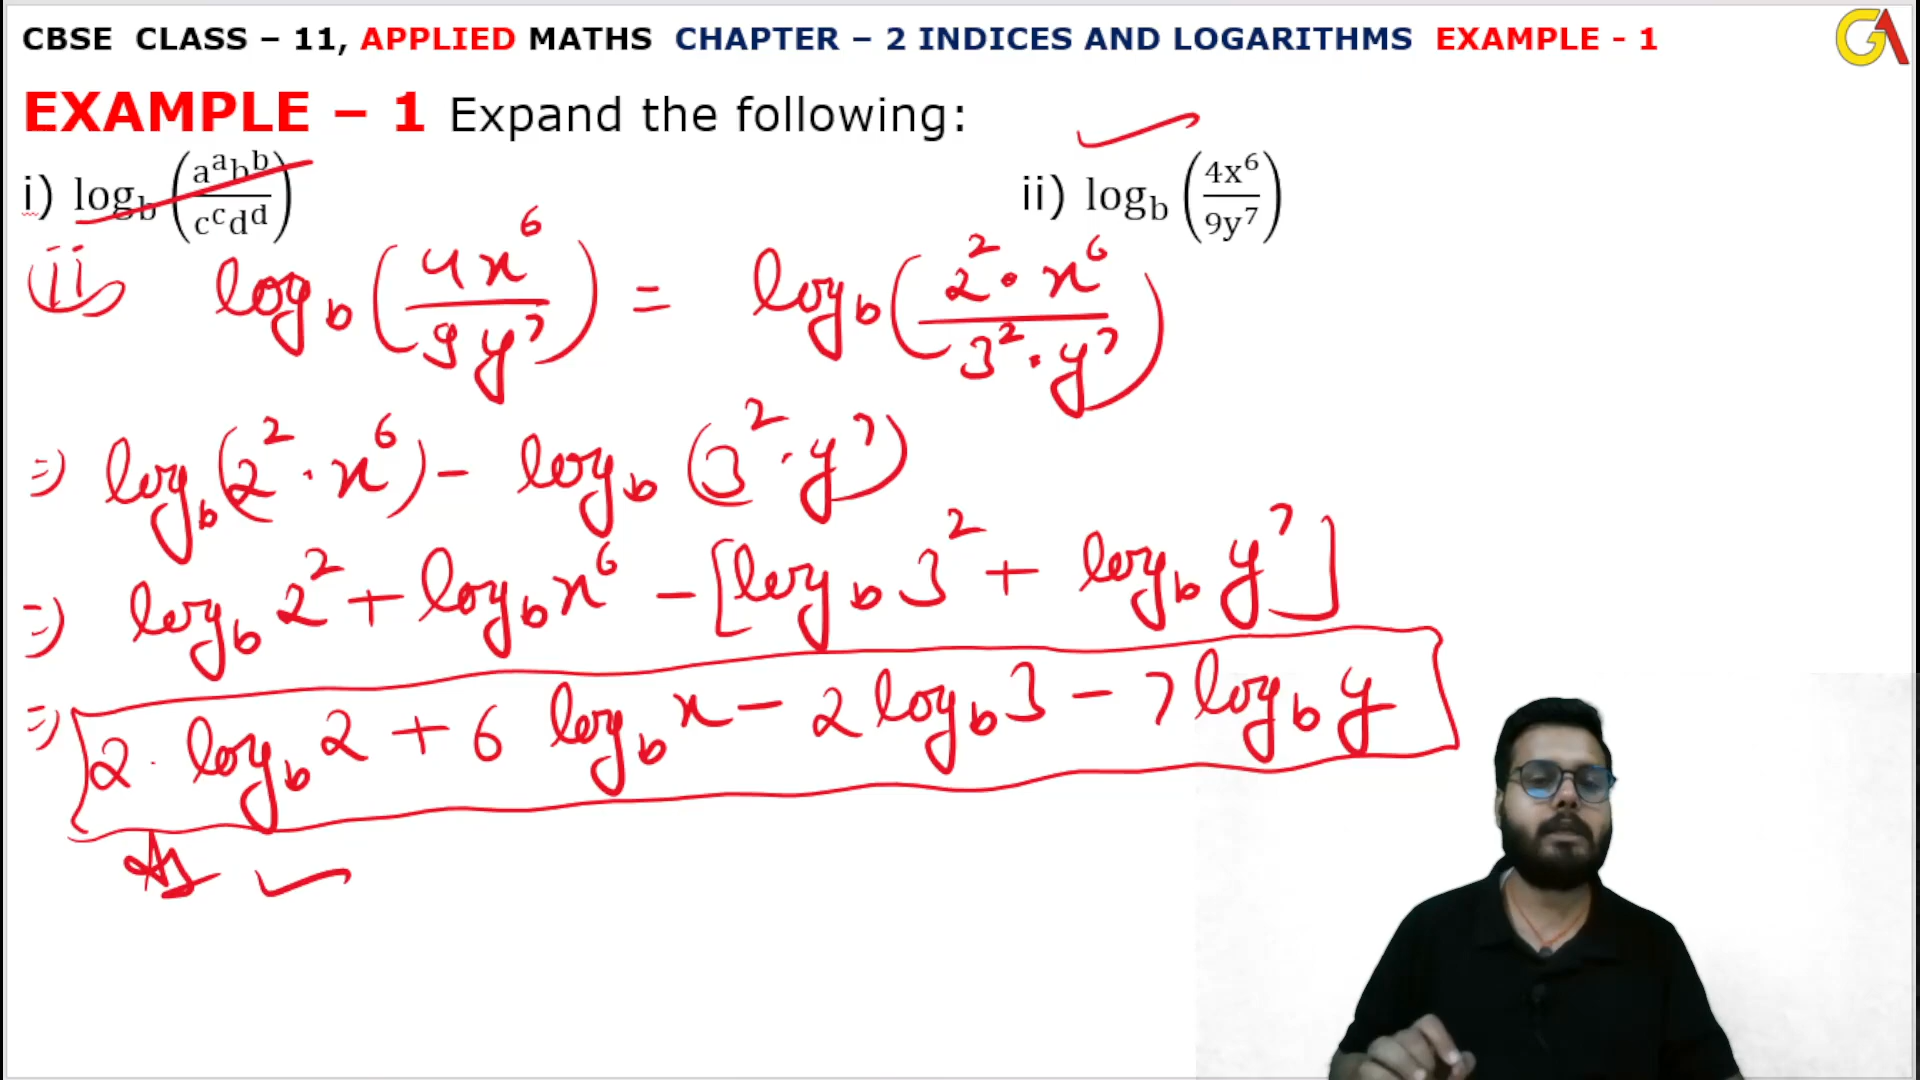 CBSE CLASS – 11, APPLIED MATHS CHAPTER – 2 INDICES AND LOGARITHMS EXAMPLE - 1
GA
EXAMPLE – 1 Expand the following:
i) log_b (a^a b^b / c^c d^d)
ii) log_b (4x^6 / 9y^7)
(ii) log_b (4x^6 / 9y^7) = log_b (2^2 · x^6 / 3^2 · y^7)
=) log_b (2^2 · x^6) - log_b (3^2 · y^7)
=) log_b 2^2 + log_b x^6 - [log_b 3^2 + log_b y^7]
=) 2 · log_b 2 + 6 log_b x - 2 log_b 3 - 7 log_b y